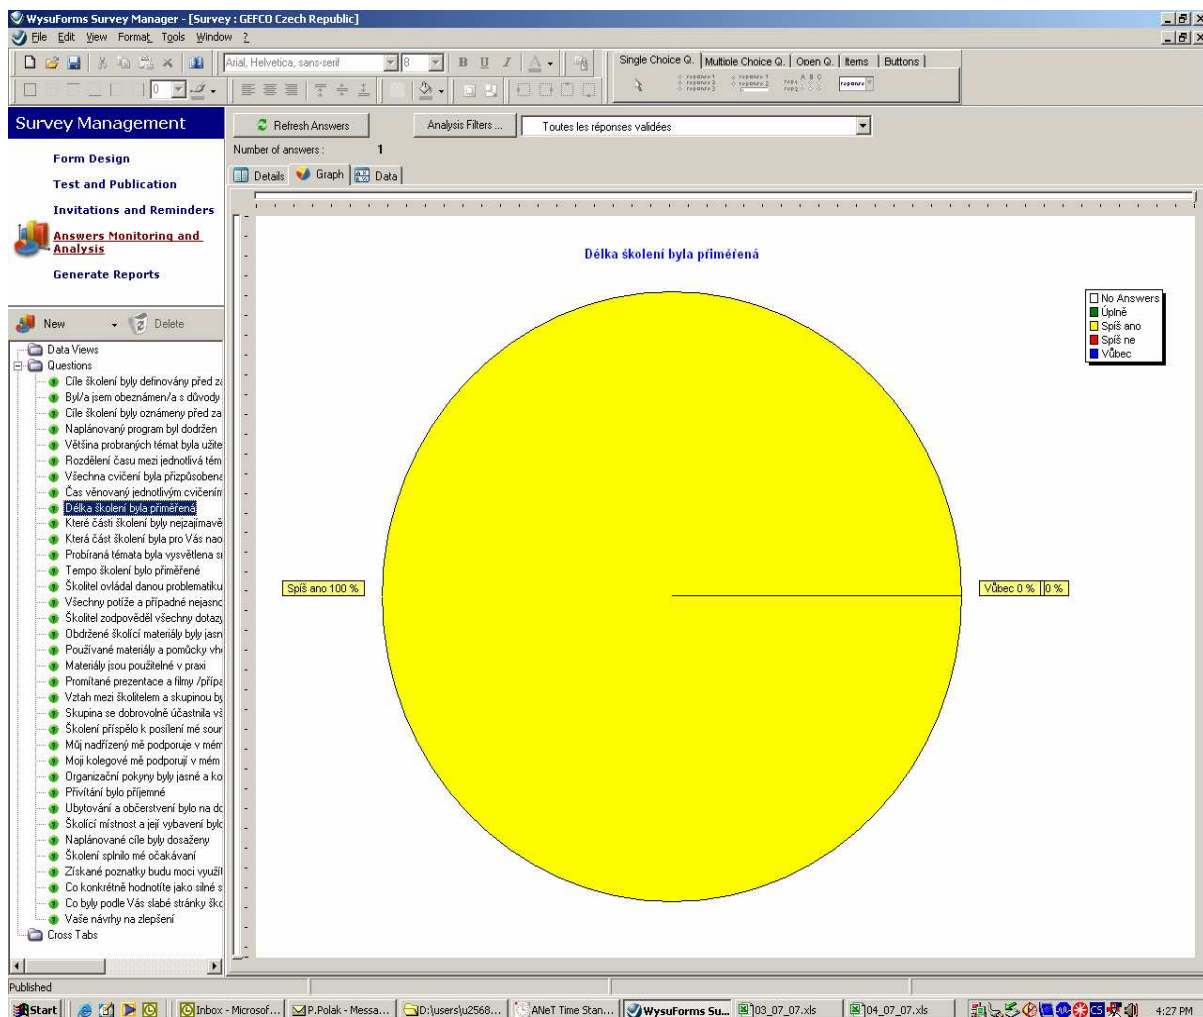 WysuForms Survey Manager - [Survey : GEFCO Czech Republic]
File Edit View Format Tools Window ?
Arial, Helvetica, sans-serif 8 B U I A
Single Choice Q. Multiple Choice Q. Open Q. Items Buttons
0
Survey Management
Form Design
Test and Publication
Invitations and Reminders
Answers Monitoring and
Analysis
Generate Reports
Refresh Answers Analysis Filters ... Toutes les réponses validées
Number of answers : 1
Details Graph Data
New Delete
Data Views
Questions
Cíle školení byly definovány před za
Byl/a jsem obeznámen/a s důvody
Cíle školení byly oznámeny před za
Naplánovaný program byl dodržen
Většina probraných témat byla užite
Rozdělení času mezi jednotlivá tém
Všechna cvičení byla přizpůsobena
Čas věnovaný jednotlivým cvičením
Délka školení byla přiměřená
Které části školení byly nejzajímavě
Která část školení byla pro Vás nao
Probíraná témata byla vysvětlena s
Tempo školení bylo přiměřené
Školitel ovládal danou problematiku
Všechny potíže a případné nejasno
Školitel zodpověděl všechny dotazy
Obdržené školící materiály byly jasn
Používané materiály a pomůcky vh
Materiály jsou použitelné v praxi
Promítané prezentace a filmy /přípa
Vztah mezi školitelem a skupinou by
Skupina se dobrovolně účastnila vš
Školení příspělo k posílení mé sour
Můj nadřízený mě podporuje v mém
Moji kolegové mě podporují v mém
Organizační pokyny byly jasné a ko
Přivítání bylo příjemné
Ubytování a občerstvení bylo na do
Školící místnost a její vybavení bylo
Naplánované cíle byly dosaženy
Školení splnilo mé očakávaní
Získané poznatky budu moci využít
Co konkrétně hodnotíte jako silné s
Co byly podle Vás slabé stránky ško
Vaše návrhy na zlepšení
Cross Tabs
Délka školení byla přiměřená
No Answers
Úplně
Spíš ano
Spíš ne
Vůbec
Spíš ano 100 %
Vůbec 0 % 0 %
Published
Start Inbox - Microsof... P.Polak - Messa... D:\users\u2568... ANeT Time Stan... WysuForms Su... 03_07_07.xls 04_07_07.xls CS 4:27 PM